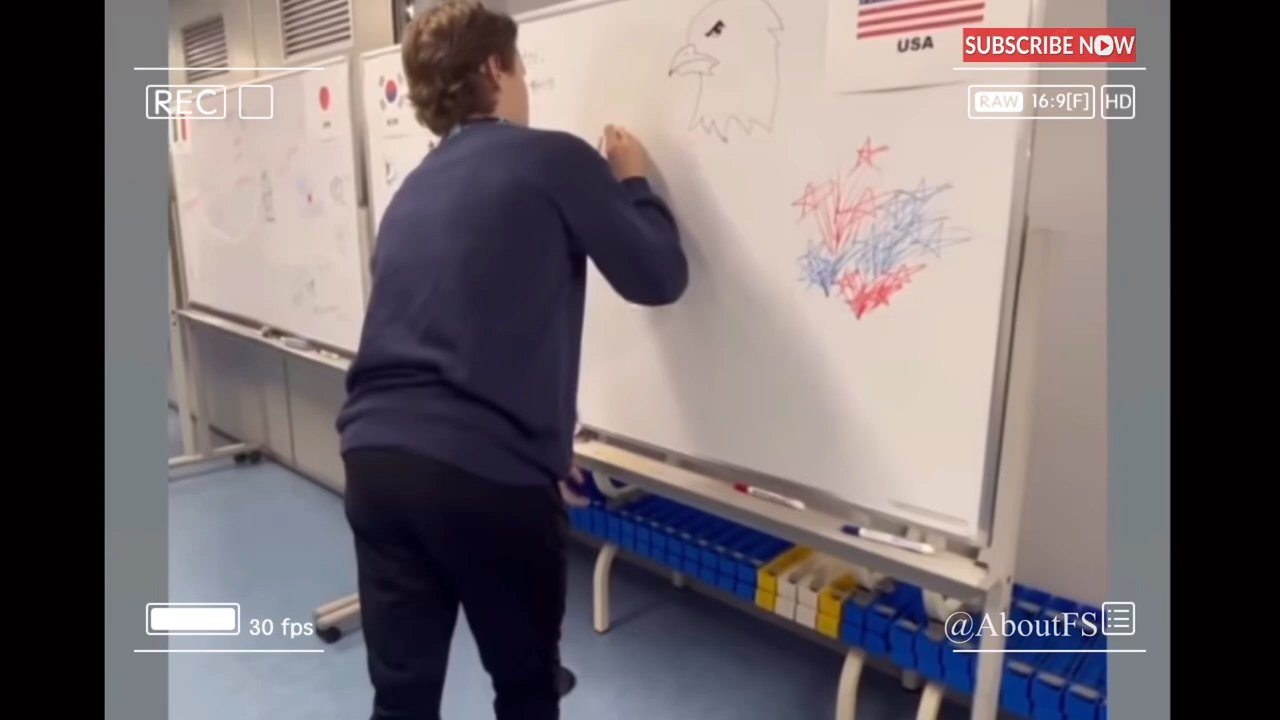 USA
SUBSCRIBE NOW
REC
RAW 16:9[F] HD
30 fps
@AboutFS